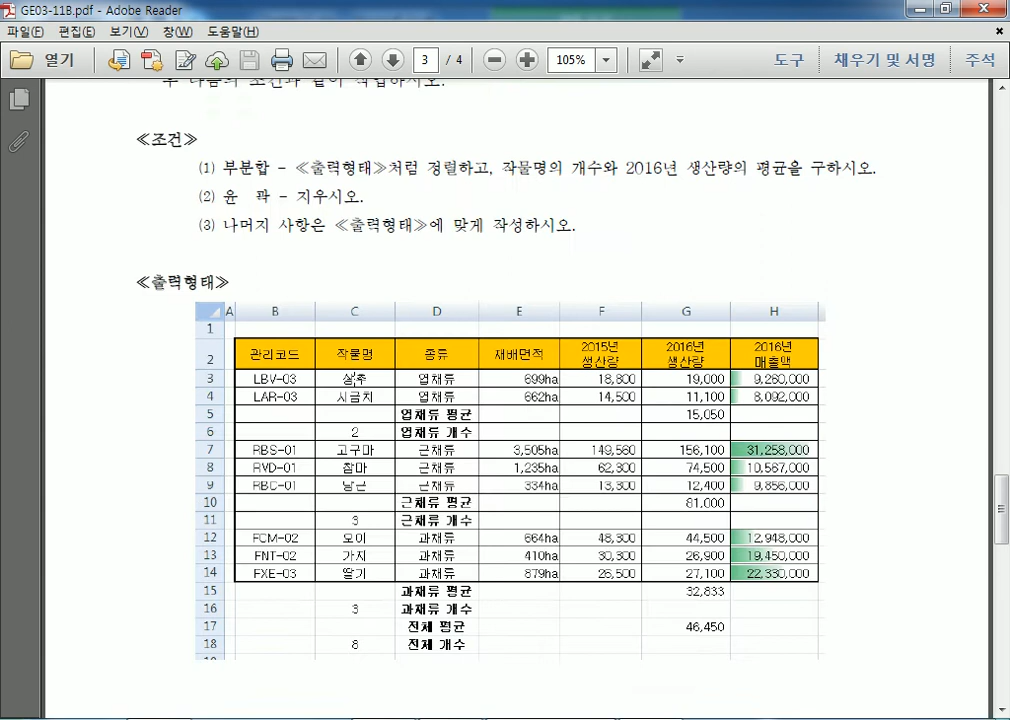 GE03-11B.pdf - Adobe Reader
파일(F) 편집(E) 보기(V) 창(W) 도움말(H)
열기 3 / 4 105% 도구 채우기 및 서명 주석
두 다음의 조건과 같이 작업하시오.
≪조건≫
(1) 부분합 - ≪출력형태≫처럼 정렬하고, 작물명의 개수와 2016년 생산량의 평균을 구하시오.
(2) 윤 곽 - 지우시오.
(3) 나머지 사항은 ≪출력형태≫에 맞게 작성하시오.
≪출력형태≫
A B C D E F G H
1
2 관리코드 작물명 종류 재배면적 2015년 생산량 2016년 생산량 2016년 매출액
3 LBV-03 상추 엽채류 699ha 18,800 19,000 9,260,000
4 LAR-03 시금치 엽채류 662ha 14,500 11,100 8,092,000
5 엽채류 평균 15,050
6 2 엽채류 개수
7 RBS-01 고구마 근채류 3,505ha 149,560 156,100 31,258,000
8 RVD-01 참마 근채류 1,235ha 62,300 74,500 10,567,000
9 RBC-01 당근 근채류 334ha 13,300 12,400 9,856,000
10 근채류 평균 81,000
11 3 근채류 개수
12 FCM-02 오이 과채류 664ha 48,300 44,500 12,948,000
13 FNT-02 가지 과채류 410ha 30,300 26,900 19,450,000
14 FXE-03 딸기 과채류 879ha 26,500 27,100 22,330,000
15 과채류 평균 32,833
16 3 과채류 개수
17 전체 평균 46,450
18 8 전체 개수